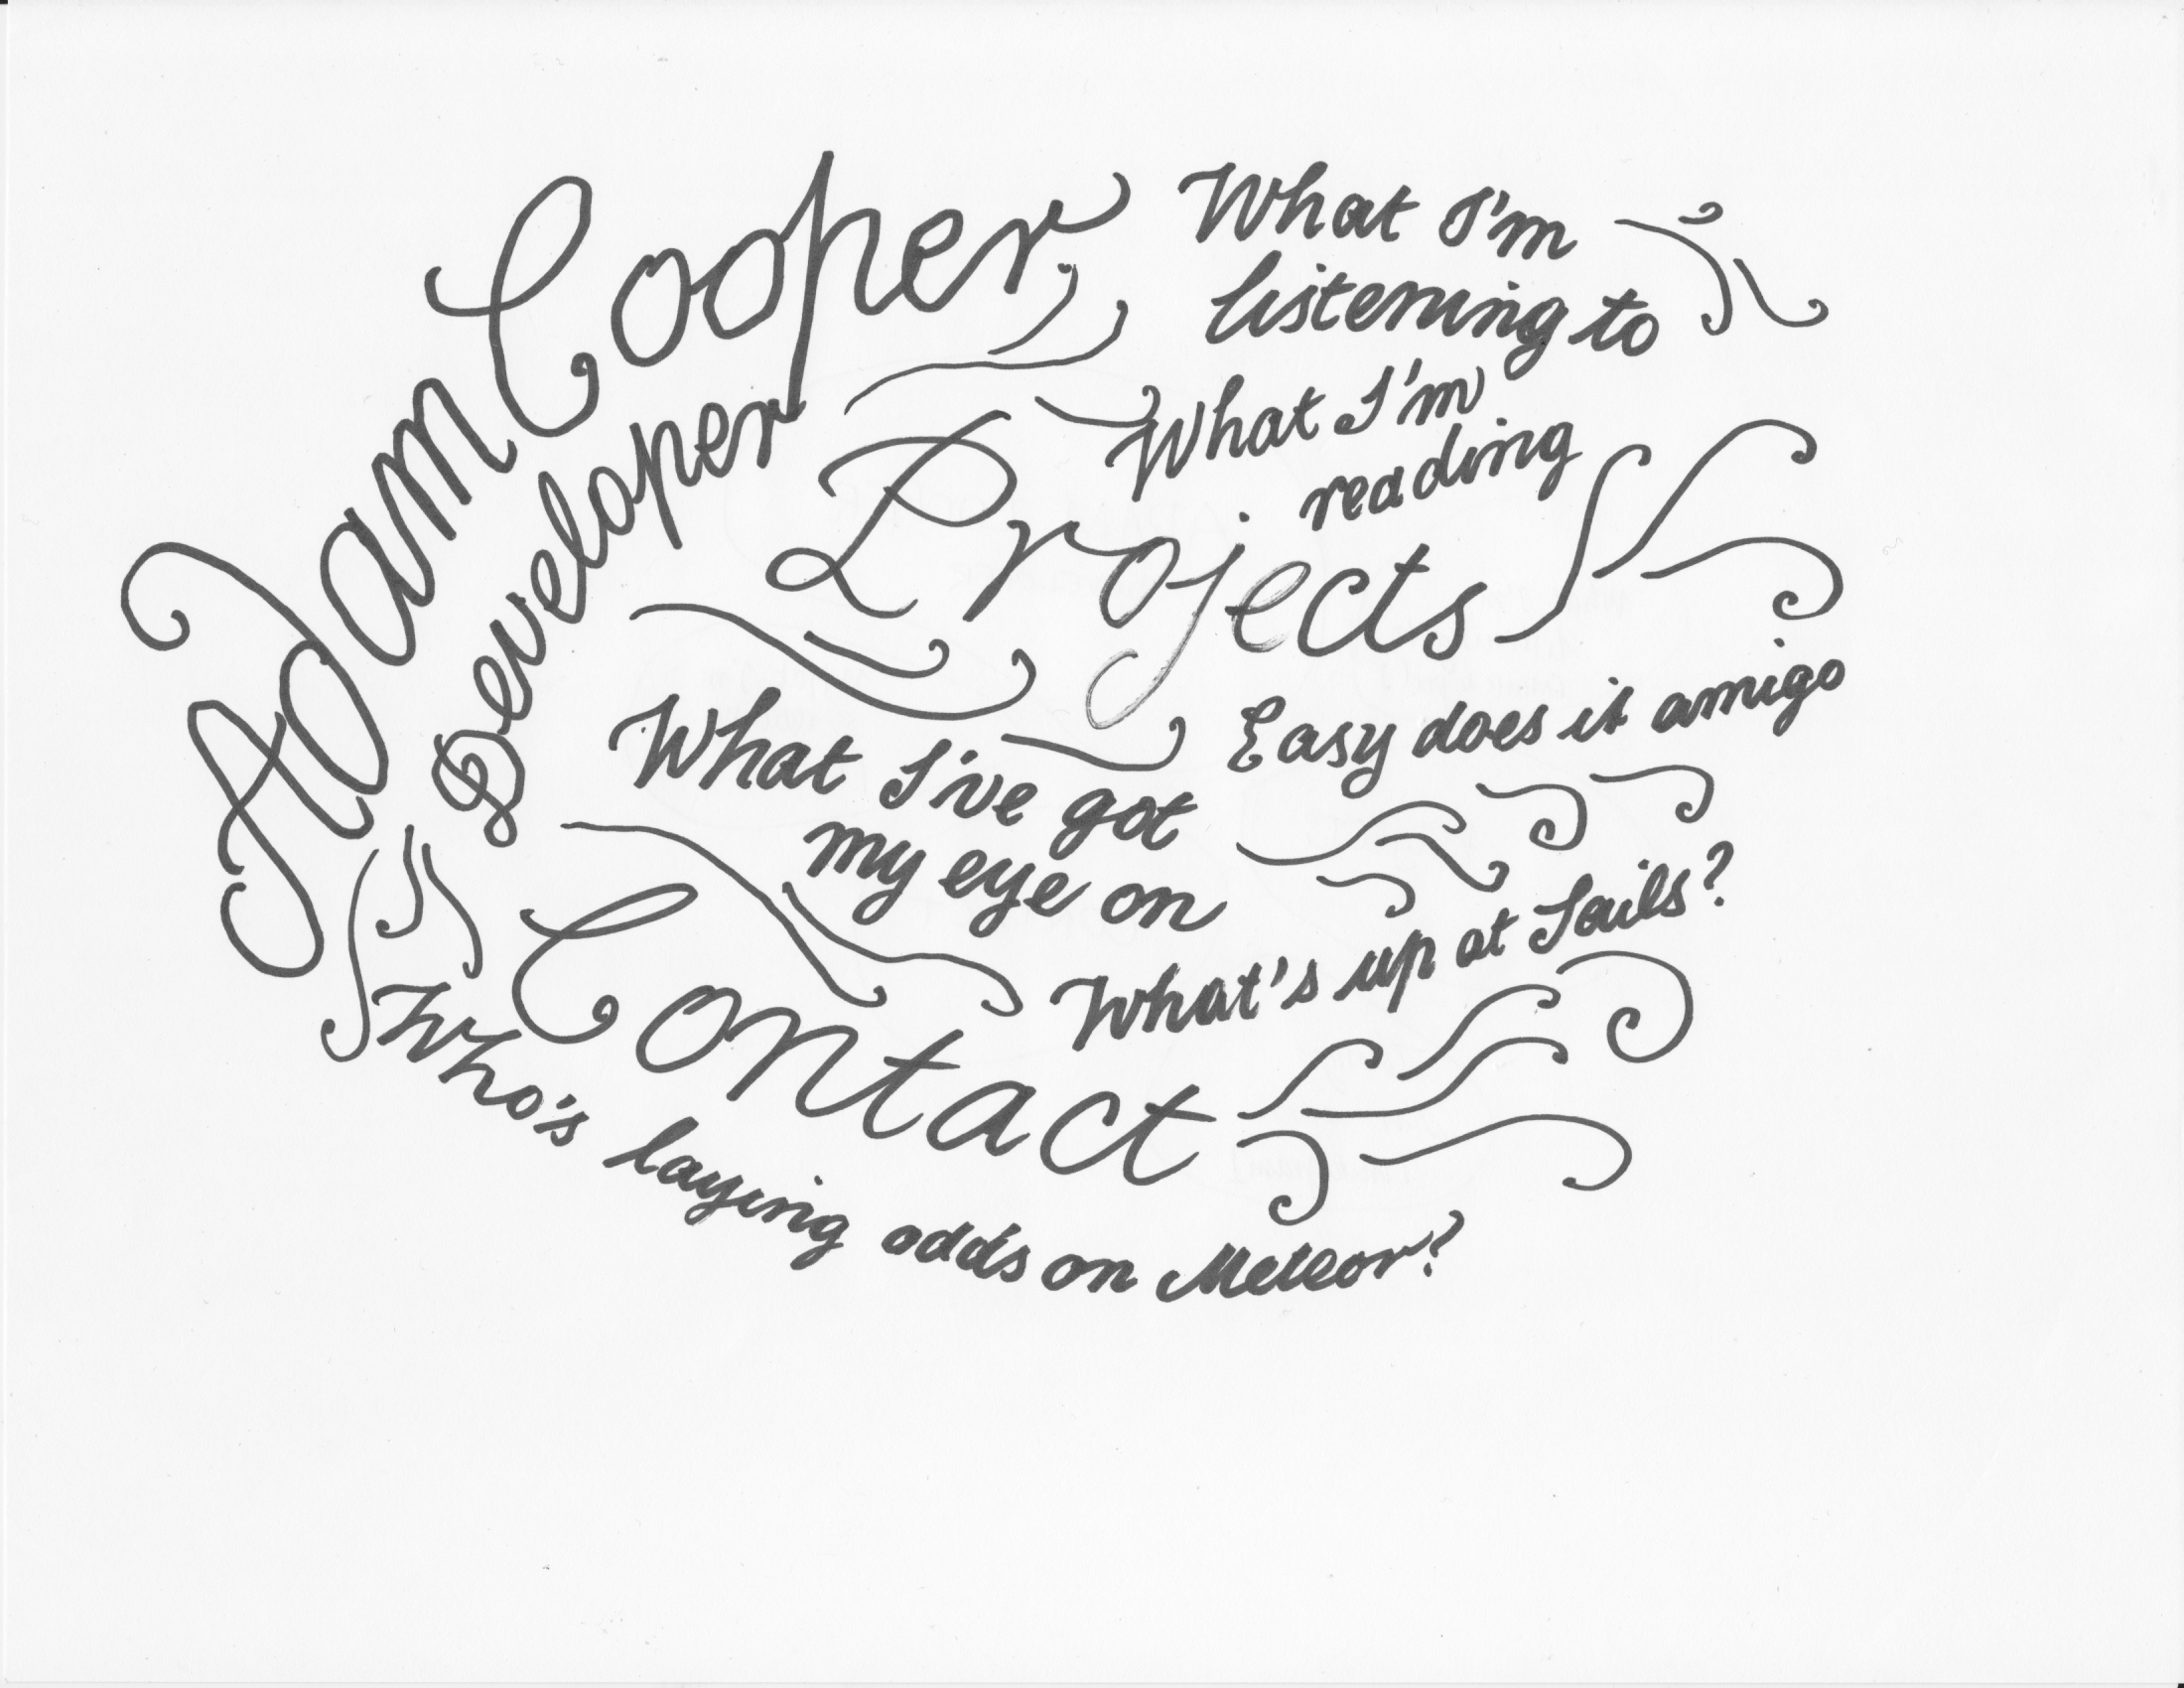 Adam Cooper
Developer
What I'm
listening to
What I'm
reading
Projects
Easy does it amigo
What I've got
my eye on
What's up at Sails?
Contact
Who's laying odds on Meteor?